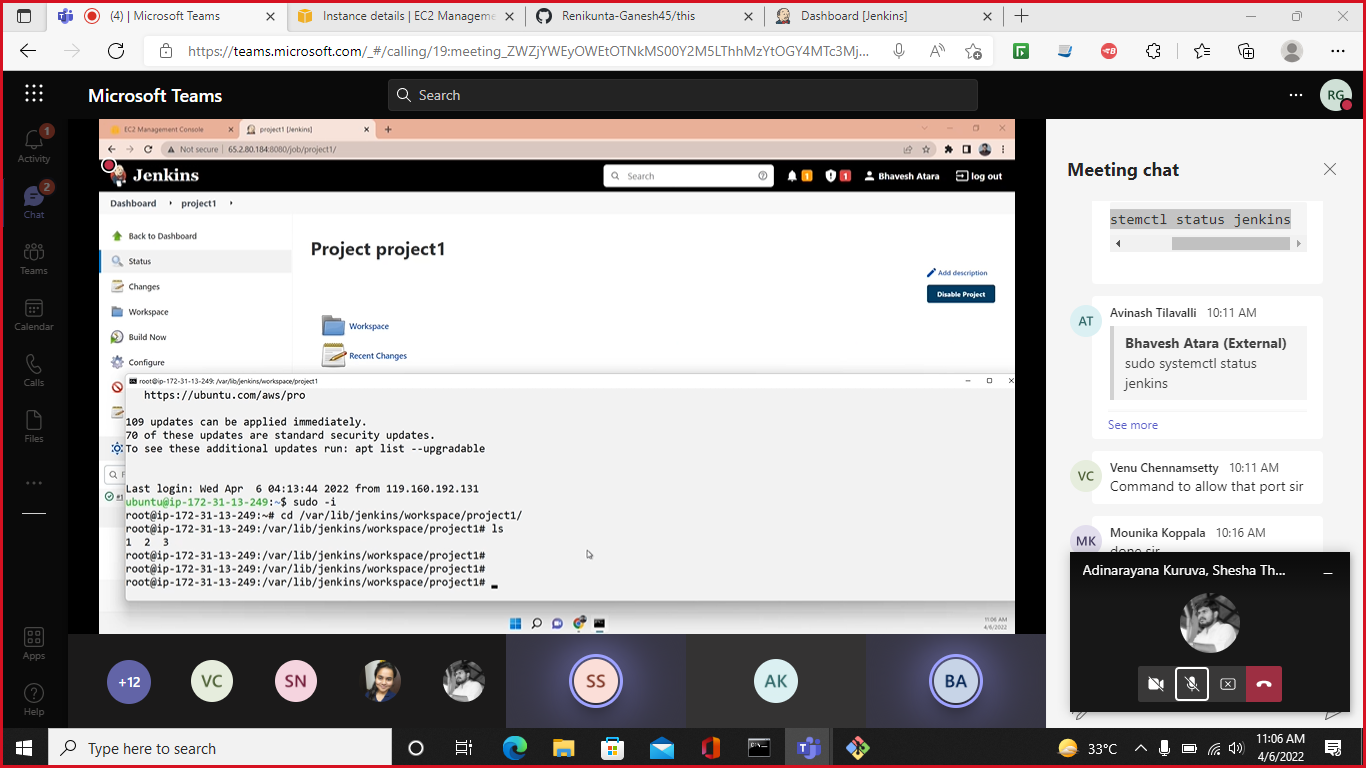 (4) | Microsoft Teams
Instance details | EC2 Manageme
Renikunta-Ganesh45/this
Dashboard [Jenkins]
https://teams.microsoft.com/_#/calling/19:meeting_ZWZjYWEyOWEtOTNkMS00Y2M5LThhMzYtOGY4MTc3Mj...
Microsoft Teams
Search
RG
Activity
1
Chat
2
Teams
Calendar
Calls
Files
Apps
Help
EC2 Management Console
project1 [Jenkins]
Not secure | 65.2.80.184:8080/job/project1/
Jenkins
Search
1
1
Bhavesh Atara
log out
Dashboard
project1
Back to Dashboard
Status
Changes
Workspace
Build Now
Configure
Project project1
Add description
Disable Project
Workspace
Recent Changes
root@ip-172-31-13-249: /var/lib/jenkins/workspace/project1
https://ubuntu.com/aws/pro
109 updates can be applied immediately.
70 of these updates are standard security updates.
To see these additional updates run: apt list --upgradable
Last login: Wed Apr  6 04:13:44 2022 from 119.160.192.131
ubuntu@ip-172-31-13-249:~$ sudo -i
root@ip-172-31-13-249:~# cd /var/lib/jenkins/workspace/project1/
root@ip-172-31-13-249:/var/lib/jenkins/workspace/project1# ls
1  2  3
root@ip-172-31-13-249:/var/lib/jenkins/workspace/project1#
root@ip-172-31-13-249:/var/lib/jenkins/workspace/project1#
root@ip-172-31-13-249:/var/lib/jenkins/workspace/project1#
11:06 AM
4/6/2022
+12
VC
SN
SS
AK
BA
Meeting chat
stemctl status jenkins
AT
Avinash Tilavalli 10:11 AM
Bhavesh Atara (External)
sudo systemctl status
jenkins
See more
VC
Venu Chennamsetty 10:11 AM
Command to allow that port sir
MK
Mounika Koppala 10:16 AM
done sir
Adinarayana Kuruva, Shesha Th...
Type here to search
33°C
11:06 AM
4/6/2022